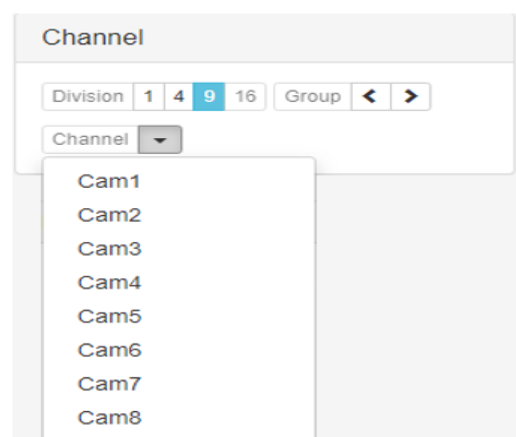 Channel
Division 1 4 9 16 Group < >
Channel
Cam1
Cam2
Cam3
Cam4
Cam5
Cam6
Cam7
Cam8